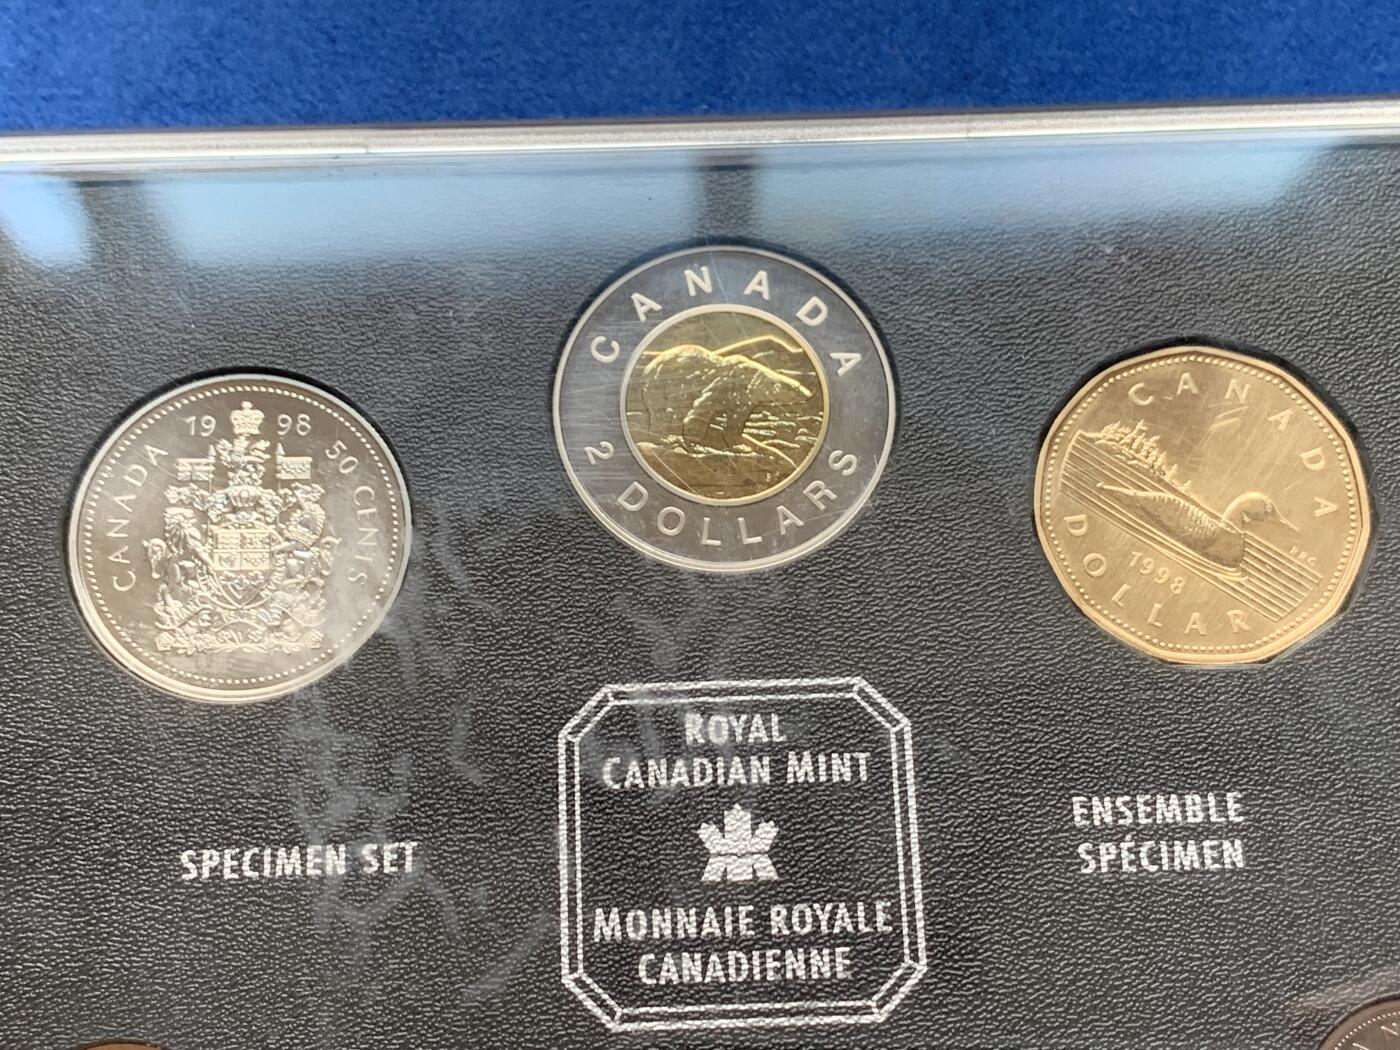 CANADA
1998
50 CENTS
CANADA
2 DOLLARS
CANADA
1998
DOLLAR
ROYAL
CANADIAN MINT
MONNAIE ROYALE
CANADIENNE
SPECIMEN SET
ENSEMBLE
SPÉCIMEN